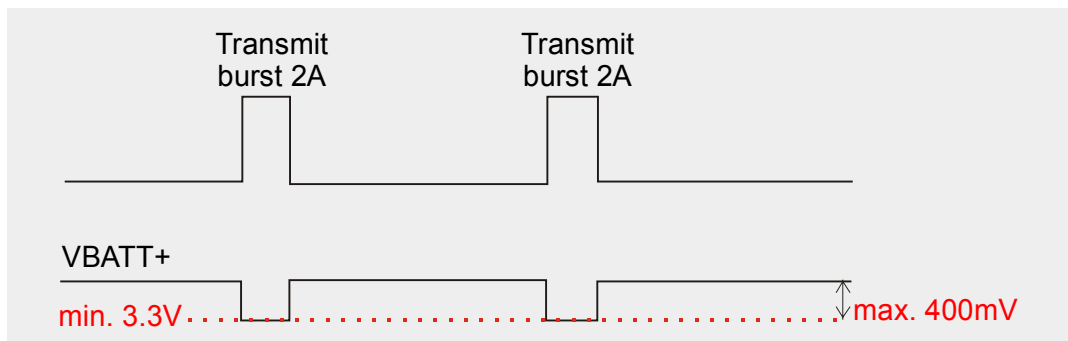 Transmit
burst 2A
Transmit
burst 2A
VBATT+
min. 3.3V
max. 400mV